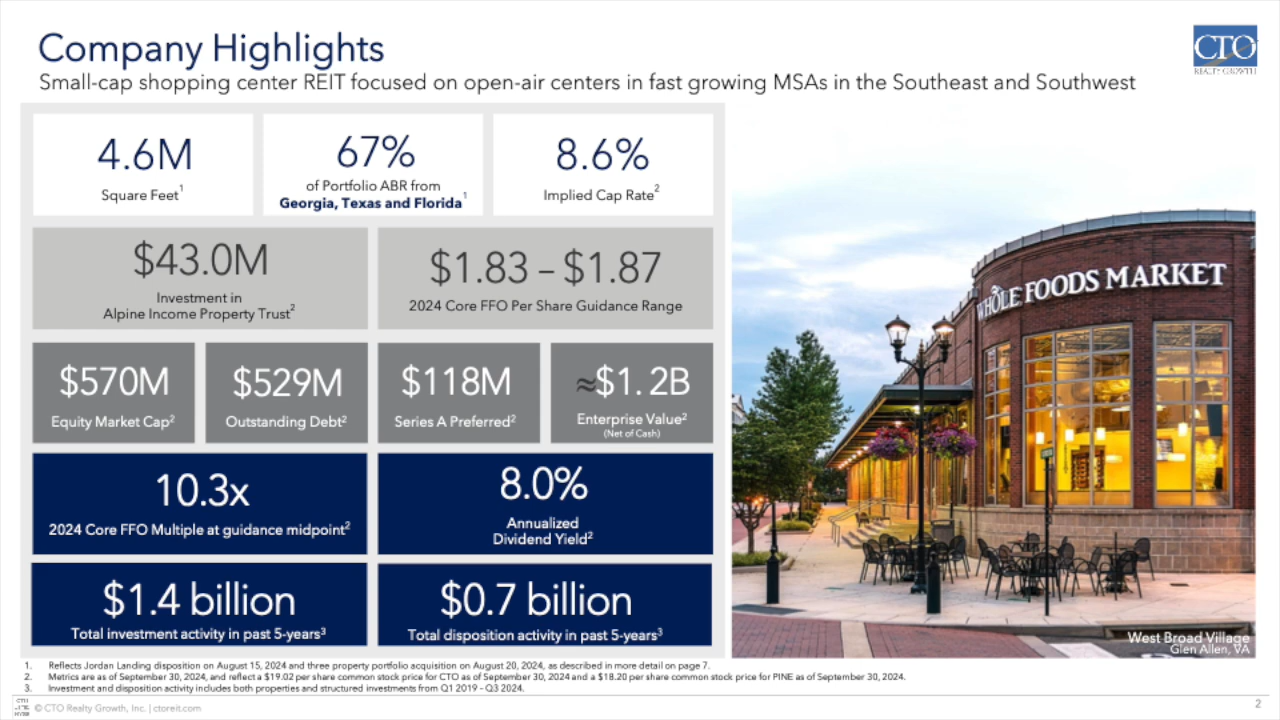 Company Highlights
Small-cap shopping center REIT focused on open-air centers in fast growing MSAs in the Southeast and Southwest
CTO
REALTY GROWTH
4.6M
Square Feet1
67%
of Portfolio ABR from
Georgia, Texas and Florida1
8.6%
Implied Cap Rate2
$43.0M
Investment in
Alpine Income Property Trust2
$1.83 – $1.87
2024 Core FFO Per Share Guidance Range
$570M
Equity Market Cap2
$529M
Outstanding Debt2
$118M
Series A Preferred2
≈$1.2B
Enterprise Value2
(Net of Cash)
10.3x
2024 Core FFO Multiple at guidance midpoint2
8.0%
Annualized
Dividend Yield2
$1.4 billion
Total investment activity in past 5-years3
$0.7 billion
Total disposition activity in past 5-years3
WHOLE FOODS MARKET
West Broad Village
Glen Allen, VA
1. Reflects Jordan Landing disposition on August 15, 2024 and three property portfolio acquisition on August 20, 2024, as described in more detail on page 7.
2. Metrics are as of September 30, 2024, and reflect a $19.02 per share common stock price for CTO as of September 30, 2024 and a $18.20 per share common stock price for PINE as of September 30, 2024.
3. Investment and disposition activity includes both properties and structured investments from Q1 2019 - Q3 2024.
© CTO Realty Growth, Inc. | ctoreit.com
2